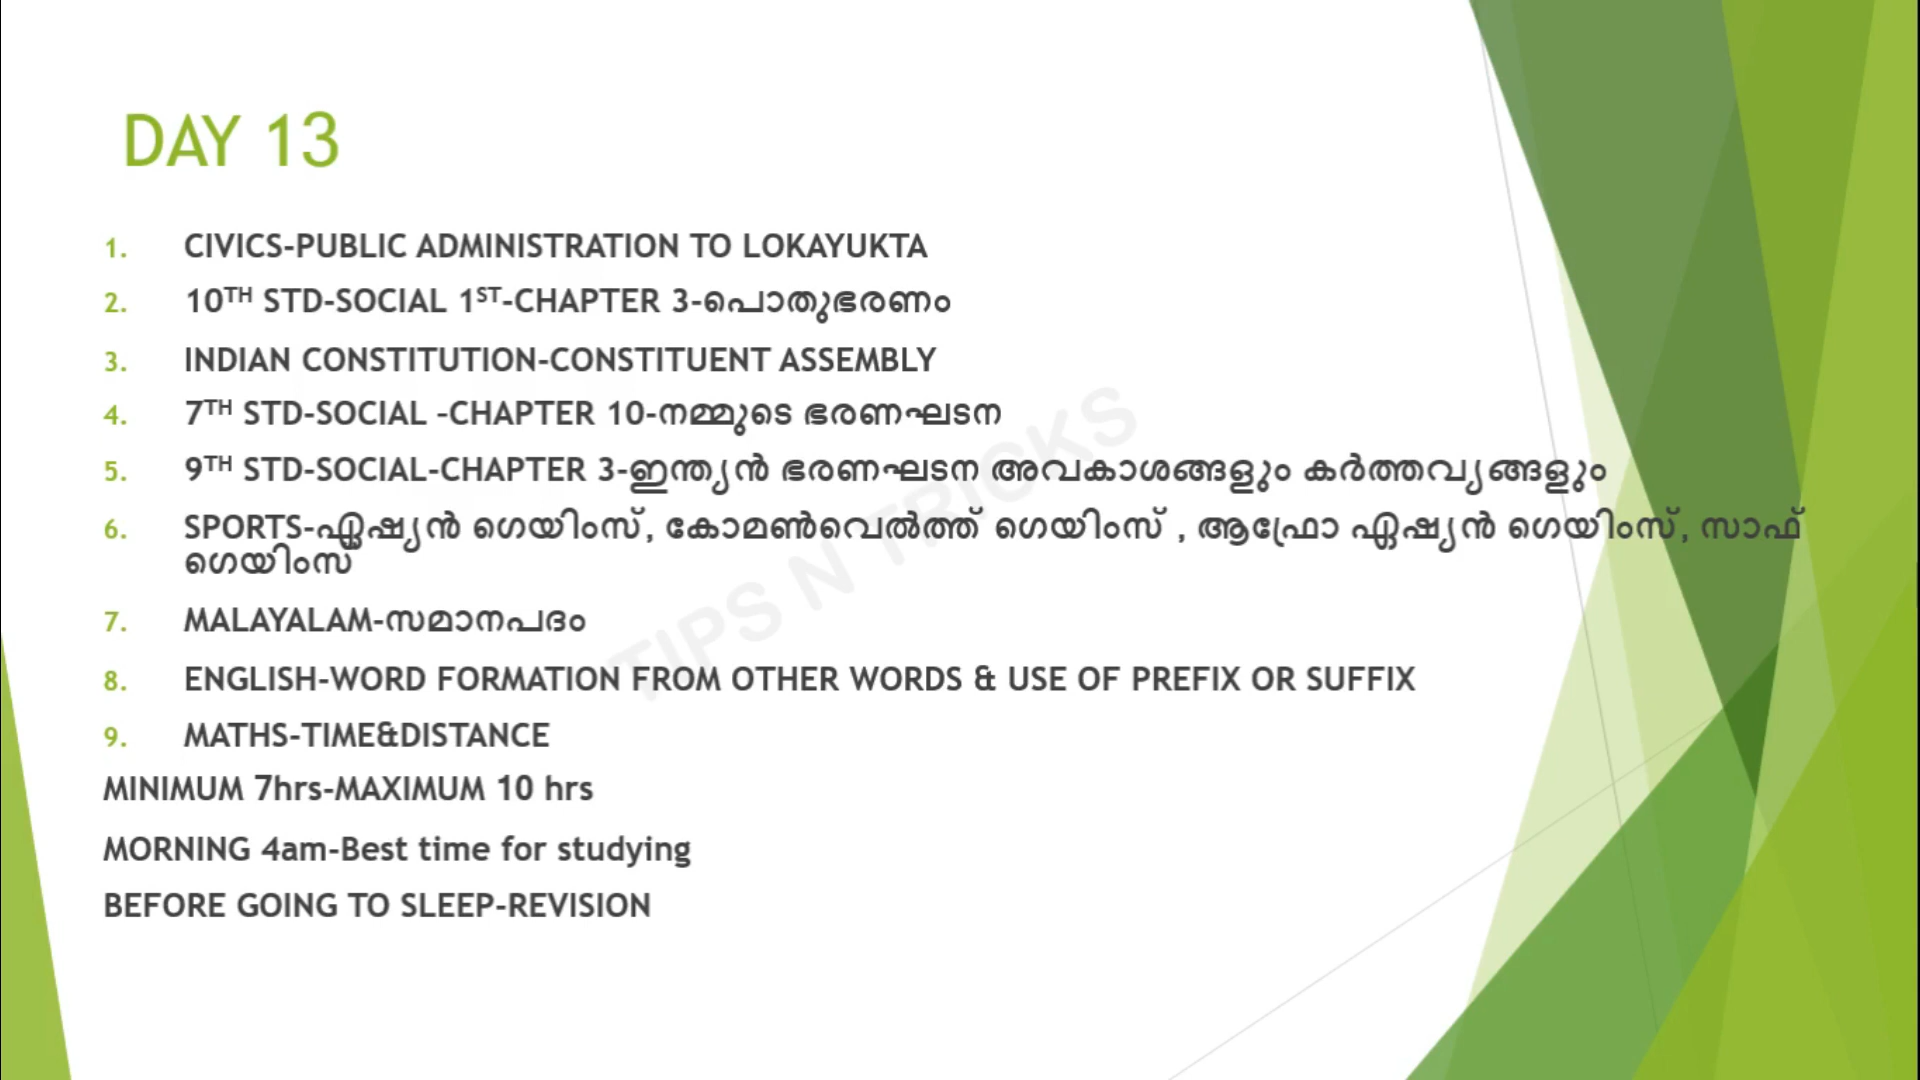 DAY 13
1. CIVICS-PUBLIC ADMINISTRATION TO LOKAYUKTA
2. 10TH STD-SOCIAL 1ST-CHAPTER 3-പൊതുഭരണം
3. INDIAN CONSTITUTION-CONSTITUENT ASSEMBLY
4. 7TH STD-SOCIAL –CHAPTER 10-നമ്മുടെ ഭരണഘടന
5. 9TH STD-SOCIAL-CHAPTER 3-ഇന്ത്യൻ ഭരണഘടന അവകാശങ്ങളും കർത്തവ്യങ്ങളും
6. SPORTS-ഏഷ്യൻ ഗെയിംസ്, കോമൺവെൽത്ത് ഗെയിംസ് , ആഫ്രോ ഏഷ്യൻ ഗെയിംസ്, സാഫ്
ഗെയിംസ്
7. MALAYALAM-സമാനപദം
8. ENGLISH-WORD FORMATION FROM OTHER WORDS & USE OF PREFIX OR SUFFIX
9. MATHS-TIME&DISTANCE
MINIMUM 7hrs-MAXIMUM 10 hrs
MORNING 4am-Best time for studying
BEFORE GOING TO SLEEP-REVISION
TIPS N TRICKS